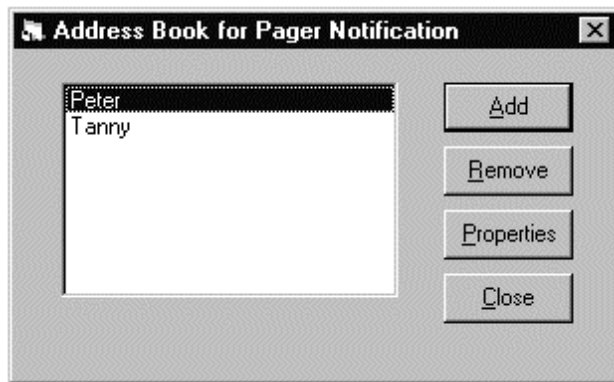 Address Book for Pager Notification
Peter
Tanny
Add
Remove
Properties
Close